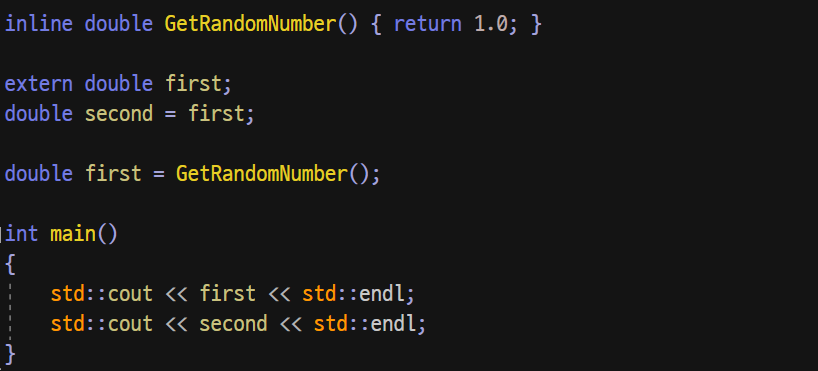 inline double GetRandomNumber() { return 1.0; }
extern double first;
double second = first;
double first = GetRandomNumber();
int main()
{
std::cout << first << std::endl;
std::cout << second << std::endl;
}